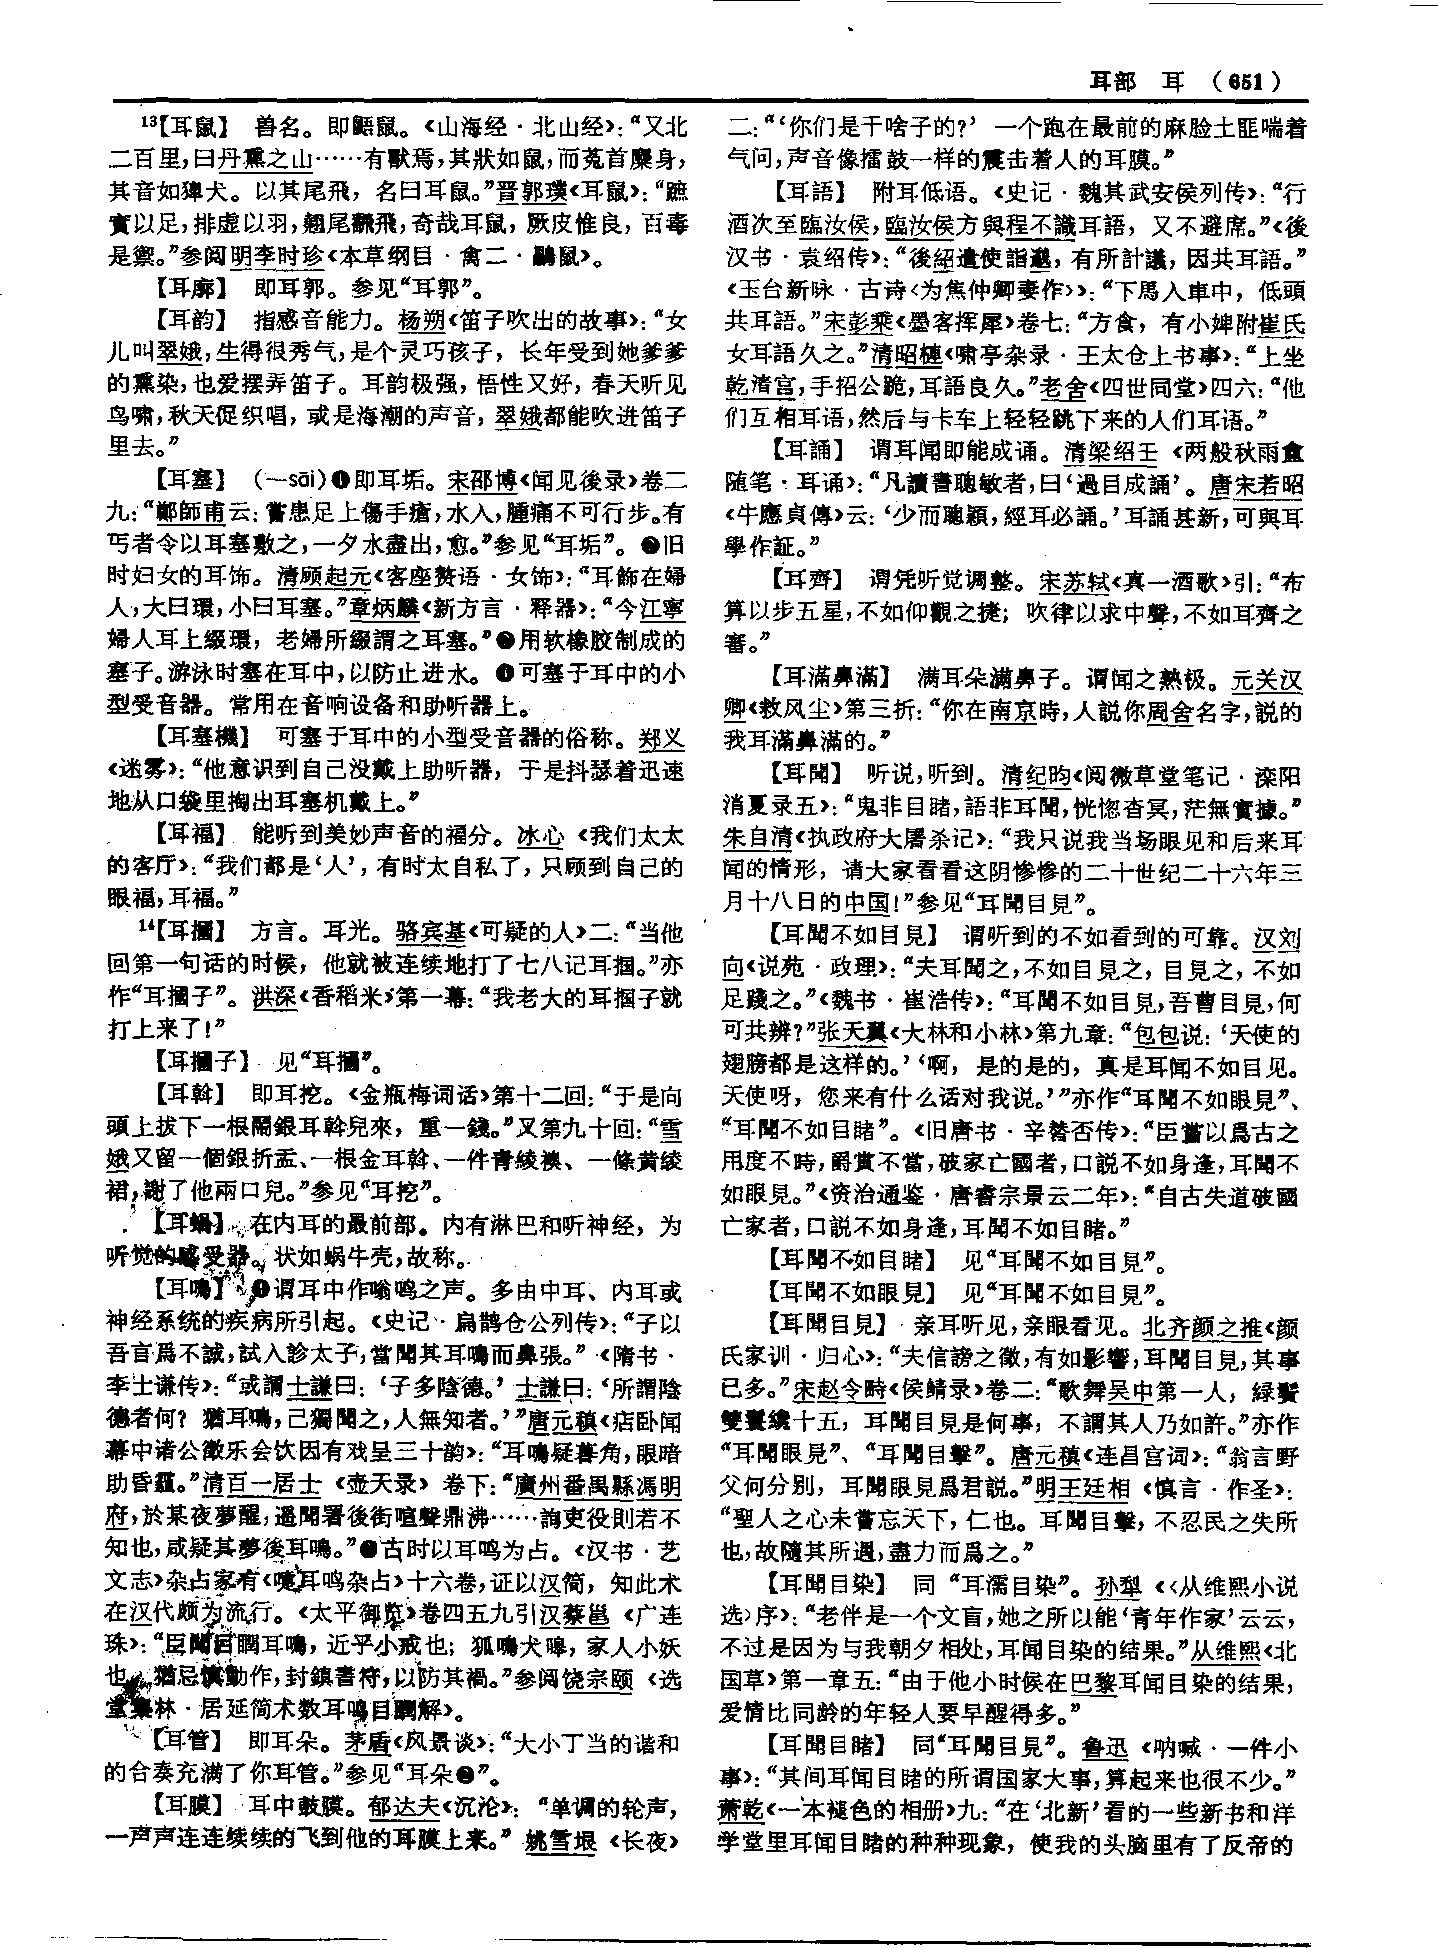 耳部　耳　（651）
13【耳鼠】　兽名。即鼯鼠。《山海经·北山经》：“又北
二百里，曰丹熏之山……有獸焉，其狀如鼠，而菟首麋身，
其音如獋犬。以其尾飛，名曰耳鼠。”晋郭璞《耳鼠》：“蹠
實以足，排虚以羽，翘尾飜飛，奇哉耳鼠，厥皮惟良，百毒
是禦。”参阅明李时珍《本草纲目·禽二·鸓鼠》。
【耳廓】　即耳郭。参见“耳郭”。
【耳韵】　指感音能力。杨朔《笛子吹出的故事》：“女
儿叫翠娥，生得很秀气，是个灵巧孩子，长年受到她爹爹
的熏染，也爱摆弄笛子。耳韵极强，悟性又好，春天听见
鸟啸，秋天促织唱，或是海潮的声音，翠娥都能吹进笛子
里去。”
【耳塞】　（—sāi）❶即耳垢。宋邵博《闻见後录》卷二
九：“鄭師甫云：嘗患足上傷手瘡，水入，腫痛不可行步。有
丐者令以耳塞敷之，一夕水盡出，愈。”参见“耳垢”。❷旧
时妇女的耳饰。清顾起元《客座赘语·女饰》：“耳飾在婦
人，大曰環，小曰耳塞。”章炳麟《新方言·释器》：“今江寧
婦人耳上綴環，老婦所綴謂之耳塞。”❸用软橡胶制成的
塞子。游泳时塞在耳中，以防止进水。❹可塞于耳中的小
型受音器。常用在音响设备和助听器上。
【耳塞機】　可塞于耳中的小型受音器的俗称。郑义
《迷雾》：“他意识到自己没戴上助听器，于是抖瑟着迅速
地从口袋里掏出耳塞机戴上。”
【耳福】　能听到美妙声音的福分。冰心《我们太太
的客厅》：“我们都是‘人’，有时太自私了，只顾到自己的
眼福，耳福。”
14【耳摑】　方言。耳光。骆宾基《可疑的人》二：“当他
回第一句话的时候，他就被连续地打了七八记耳掴。”亦
作“耳摑子”。洪深《香稻米》第一幕：“我老大的耳掴子就
打上来了！”
【耳摑子】　见“耳摑”。
【耳斡】　即耳挖。《金瓶梅词话》第十二回：“于是向
頭上拔下一根鬧銀耳斡兒來，重一錢。”又第九十回：“雪
娥又留一個銀折盂、一根金耳斡、一件青綾襖、一條黄綾
裙，謝了他兩口兒。”参见“耳挖”。
【耳蝸】　在内耳的最前部。内有淋巴和听神经，为
听觉的感受器。状如蜗牛壳，故称。
【耳鳴】　❶谓耳中作嗡鸣之声。多由中耳、内耳或
神经系统的疾病所引起。《史记·扁鹊仓公列传》：“子以
吾言爲不誠，試入診太子，當聞其耳鳴而鼻張。”《隋书·
李士谦传》：“或謂士謙曰：‘子多陰德。’士謙曰：‘所謂陰
德者何？猶耳鳴，己獨聞之，人無知者。’”唐元稹《店卧闻
幕中诸公徵乐会饮因有戏呈三十韵》：“耳鳴疑暮角，眼暗
助昏霾。”清百一居士《壶天录》卷下：“廣州番禺縣馮明
府，於某夜夢醒，遥聞署後街喧聲鼎沸……詢吏役則若不
知也，咸疑其夢後耳鳴。”❷古时以耳鸣为占。《汉书·艺
文志》杂占家有《嚏耳鸣杂占》十六卷，证以汉简，知此术
在汉代颇为流行。《太平御览》卷四五九引汉蔡邕《广连
珠》：“臣聞目瞤耳鳴，近乎小戒也；狐鳴犬嗥，家人小妖
也，猶忌慎動作，封鎮書符，以防其禍。”参阅饶宗颐《选
堂集林·居延简术数耳鸣目瞤解》。
【耳管】　即耳朵。茅盾《风景谈》：“大小丁当的谐和
的合奏充满了你耳管。”参见“耳朵❷”。
【耳膜】　耳中鼓膜。郁达夫《沉沦》：“单调的轮声，
一声声连连续续的飞到他的耳膜上来。”姚雪垠《长夜》
二：“‘你们是干啥子的？’一个跑在最前的麻脸土匪喘着
气问，声音像擂鼓一样的震击着人的耳膜。”
【耳語】　附耳低语。《史记·魏其武安侯列传》：“行
酒次至臨汝侯，臨汝侯方與程不識耳語，又不避席。”《後
汉书·袁绍传》：“後紹遣使詣邈，有所計議，因共耳語。”
《玉台新咏·古诗〈为焦仲卿妻作〉》：“下馬入車中，低頭
共耳語。”宋彭乘《墨客挥犀》卷七：“方食，有小婢附崔氏
女耳語久之。”清昭槤《啸亭杂录·王太仓上书事》：“上坐
乾清宫，手招公跪，耳語良久。”老舍《四世同堂》四六：“他
们互相耳语，然后与卡车上轻轻跳下来的人们耳语。”
【耳誦】　谓耳闻即能成诵。清梁绍壬《两般秋雨盦
随笔·耳诵》：“凡讀書聰敏者，曰‘過目成誦’。唐宋若昭
《牛應貞傳》云：‘少而聰穎，經耳必誦。’耳誦甚新，可與耳
學作証。”
【耳齊】　谓凭听觉调整。宋苏轼《真一酒歌》引：“布
算以步五星，不如仰觀之捷；吹律以求中聲，不如耳齊之
審。”
【耳滿鼻滿】　满耳朵满鼻子。谓闻之熟极。元关汉
卿《救风尘》第三折：“你在南京時，人説你周舍名字，説的
我耳滿鼻滿的。”
【耳聞】　听说，听到。清纪昀《阅微草堂笔记·滦阳
消夏录五》：“鬼非目睹，語非耳聞，恍惚杳冥，茫無實據。”
朱自清《执政府大屠杀记》：“我只说我当场眼见和后来耳
闻的情形，请大家看看这阴惨惨的二十世纪二十六年三
月十八日的中国！”参见“耳聞目見”。
【耳聞不如目見】　谓听到的不如看到的可靠。汉刘
向《说苑·政理》：“夫耳聞之，不如目見之，目見之，不如
足踐之。”《魏书·崔浩传》：“耳聞不如目見，吾曹目見，何
可共辨？”张天翼《大林和小林》第九章：“包包说：‘天使的
翅膀都是这样的。’‘啊，是的是的，真是耳闻不如目见。
天使呀，您来有什么话对我说。’”亦作“耳聞不如眼見”、
“耳聞不如目睹”。《旧唐书·辛替否传》：“臣嘗以爲古之
用度不時，爵賞不當，破家亡國者，口説不如身逢，耳聞不
如眼見。”《资治通鉴·唐睿宗景云二年》：“自古失道破國
亡家者，口説不如身逢，耳聞不如目睹。”
【耳聞不如目睹】　见“耳聞不如目見”。
【耳聞不如眼見】　见“耳聞不如目見”。
【耳聞目見】　亲耳听见，亲眼看见。北齐颜之推《颜
氏家训·归心》：“夫信謗之徵，有如影響，耳聞目見，其事
已多。”宋赵令畤《侯鲭录》卷二：“歌舞吴中第一人，緑鬟
雙鬟纔十五，耳聞目見是何事，不謂其人乃如許。”亦作
“耳聞眼見”、“耳聞目擊”。唐元稹《连昌宫词》：“翁言野
父何分别，耳聞眼見爲君説。”明王廷相《慎言·作圣》：
“聖人之心未嘗忘天下，仁也。耳聞目擊，不忍民之失所
也，故隨其所遇，盡力而爲之。”
【耳聞目染】　同“耳濡目染”。孙犁《〈从维熙小说
选〉序》：“老伴是一个文盲，她之所以能‘青年作家’云云，
不过是因为与我朝夕相处，耳闻目染的结果。”从维熙《北
国草》第一章五：“由于他小时候在巴黎耳闻目染的结果，
爱情比同龄的年轻人要早醒得多。”
【耳聞目睹】　同“耳聞目見”。鲁迅《呐喊·一件小
事》：“其间耳闻目睹的所谓国家大事，算起来也很不少。”
萧乾《一本褪色的相册》九：“在‘北新’看的一些新书和洋
学堂里耳闻目睹的种种现象，使我的头脑里有了反帝的